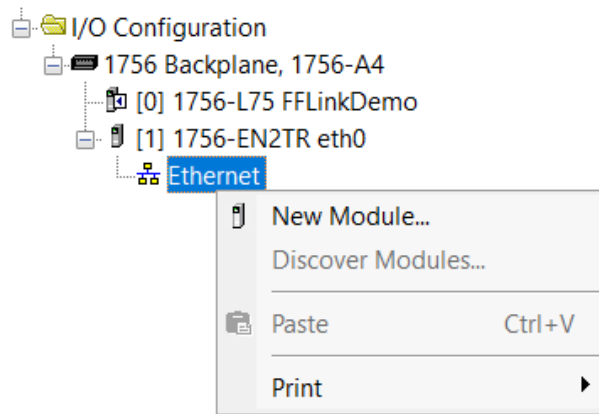 I/O Configuration
1756 Backplane, 1756-A4
[0] 1756-L75 FFLinkDemo
[1] 1756-EN2TR eth0
Ethernet
New Module...
Discover Modules...
Paste Ctrl+V
Print